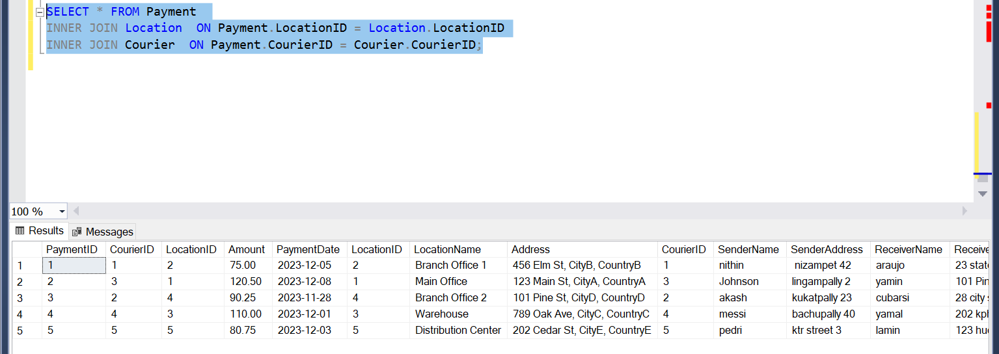 SELECT * FROM Payment
INNER JOIN Location  ON Payment.LocationID = Location.LocationID
INNER JOIN Courier  ON Payment.CourierID = Courier.CourierID;
100 %
Results Messages
PaymentID CourierID LocationID Amount PaymentDate LocationID LocationName Address CourierID SenderName SenderAddress ReceiverName Receive
1 1 1 2 75.00 2023-12-05 2 Branch Office 1 456 Elm St, CityB, CountryB 1 nithin nizampet 42 araujo 23 stat
2 2 3 1 120.50 2023-12-08 1 Main Office 123 Main St, CityA, CountryA 3 Johnson lingampally 2 yamin 101 Pin
3 3 2 4 90.25 2023-11-28 4 Branch Office 2 101 Pine St, CityD, CountryD 2 akash kukatpally 23 cubarsi 28 city
4 4 4 3 110.00 2023-12-01 3 Warehouse 789 Oak Ave, CityC, CountryC 4 messi bachupally 40 yamal 202 kp
5 5 5 5 80.75 2023-12-03 5 Distribution Center 202 Cedar St, CityE, CountryE 5 pedri ktr street 3 lamin 123 hu